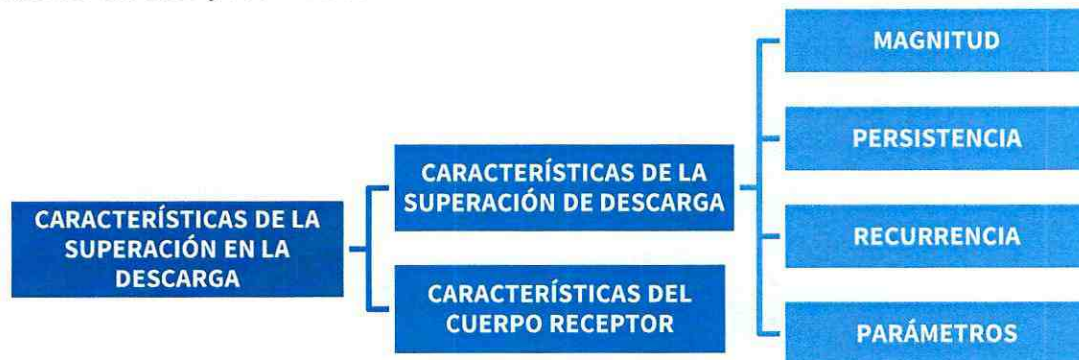 CARACTERÍSTICAS DE LA
SUPERACIÓN EN LA
DESCARGA
CARACTERÍSTICAS DE LA
SUPERACIÓN DE DESCARGA
CARACTERÍSTICAS DEL
CUERPO RECEPTOR
MAGNITUD
PERSISTENCIA
RECURRENCIA
PARÁMETROS